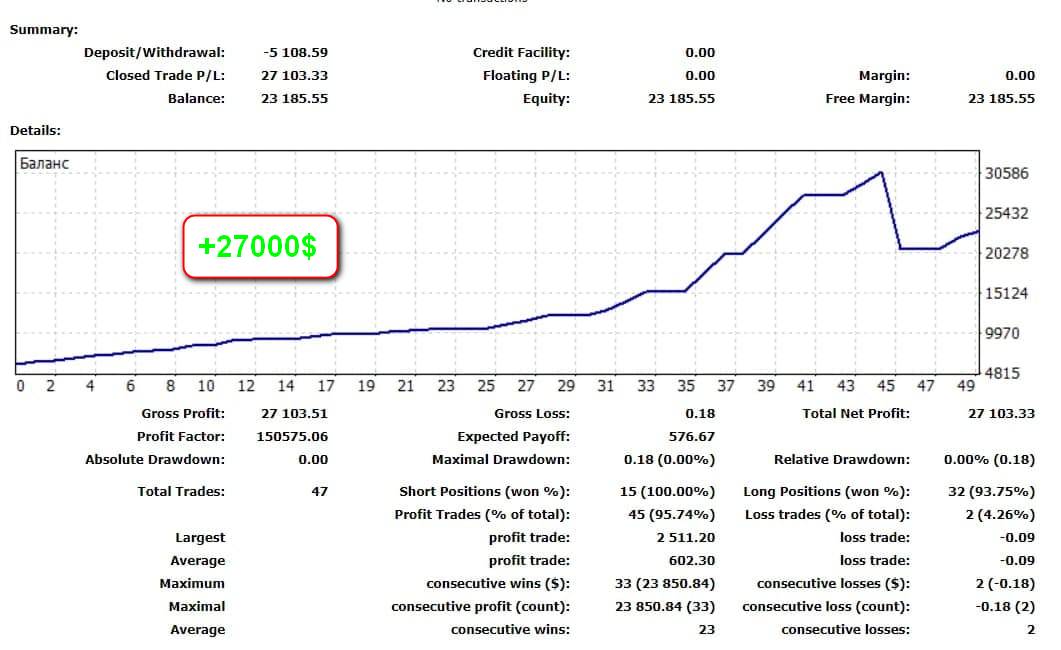 No transactions
Summary:
Deposit/Withdrawal: -5 108.59 Credit Facility: 0.00
Closed Trade P/L: 27 103.33 Floating P/L: 0.00 Margin: 0.00
Balance: 23 185.55 Equity: 23 185.55 Free Margin: 23 185.55
Details:
Баланс
+27000$
30586
25432
20278
15124
9970
4815
0 2 4 6 8 10 12 14 17 19 21 23 25 27 29 31 33 35 37 39 41 43 45 47 49
Gross Profit: 27 103.51 Gross Loss: 0.18 Total Net Profit: 27 103.33
Profit Factor: 150575.06 Expected Payoff: 576.67
Absolute Drawdown: 0.00 Maximal Drawdown: 0.18 (0.00%) Relative Drawdown: 0.00% (0.18)
Total Trades: 47 Short Positions (won %): 15 (100.00%) Long Positions (won %): 32 (93.75%)
Profit Trades (% of total): 45 (95.74%) Loss trades (% of total): 2 (4.26%)
Largest profit trade: 2 511.20 loss trade: -0.09
Average profit trade: 602.30 loss trade: -0.09
Maximum consecutive wins ($): 33 (23 850.84) consecutive losses ($): 2 (-0.18)
Maximal consecutive profit (count): 23 850.84 (33) consecutive loss (count): -0.18 (2)
Average consecutive wins: 23 consecutive losses: 2